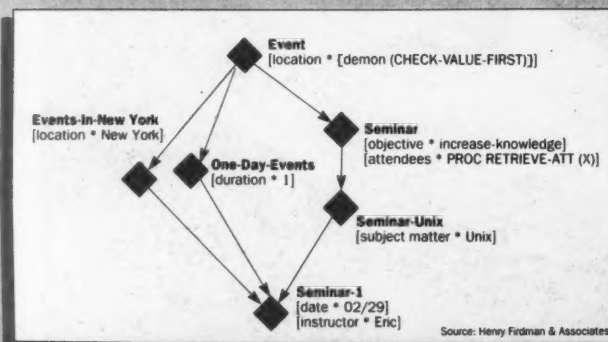 Event
[location * {demon (CHECK-VALUE-FIRST)}]
Events-In-New York
[location * New York]
Seminar
[objective * increase-knowledge]
[attendees * PROC RETRIEVE-ATT (X)]
One-Day-Events
[duration * 1]
Seminar-Unix
[subject matter * Unix]
Seminar-1
[date * 02/29]
[instructor * Eric]
Source: Henry Firdman & Associates